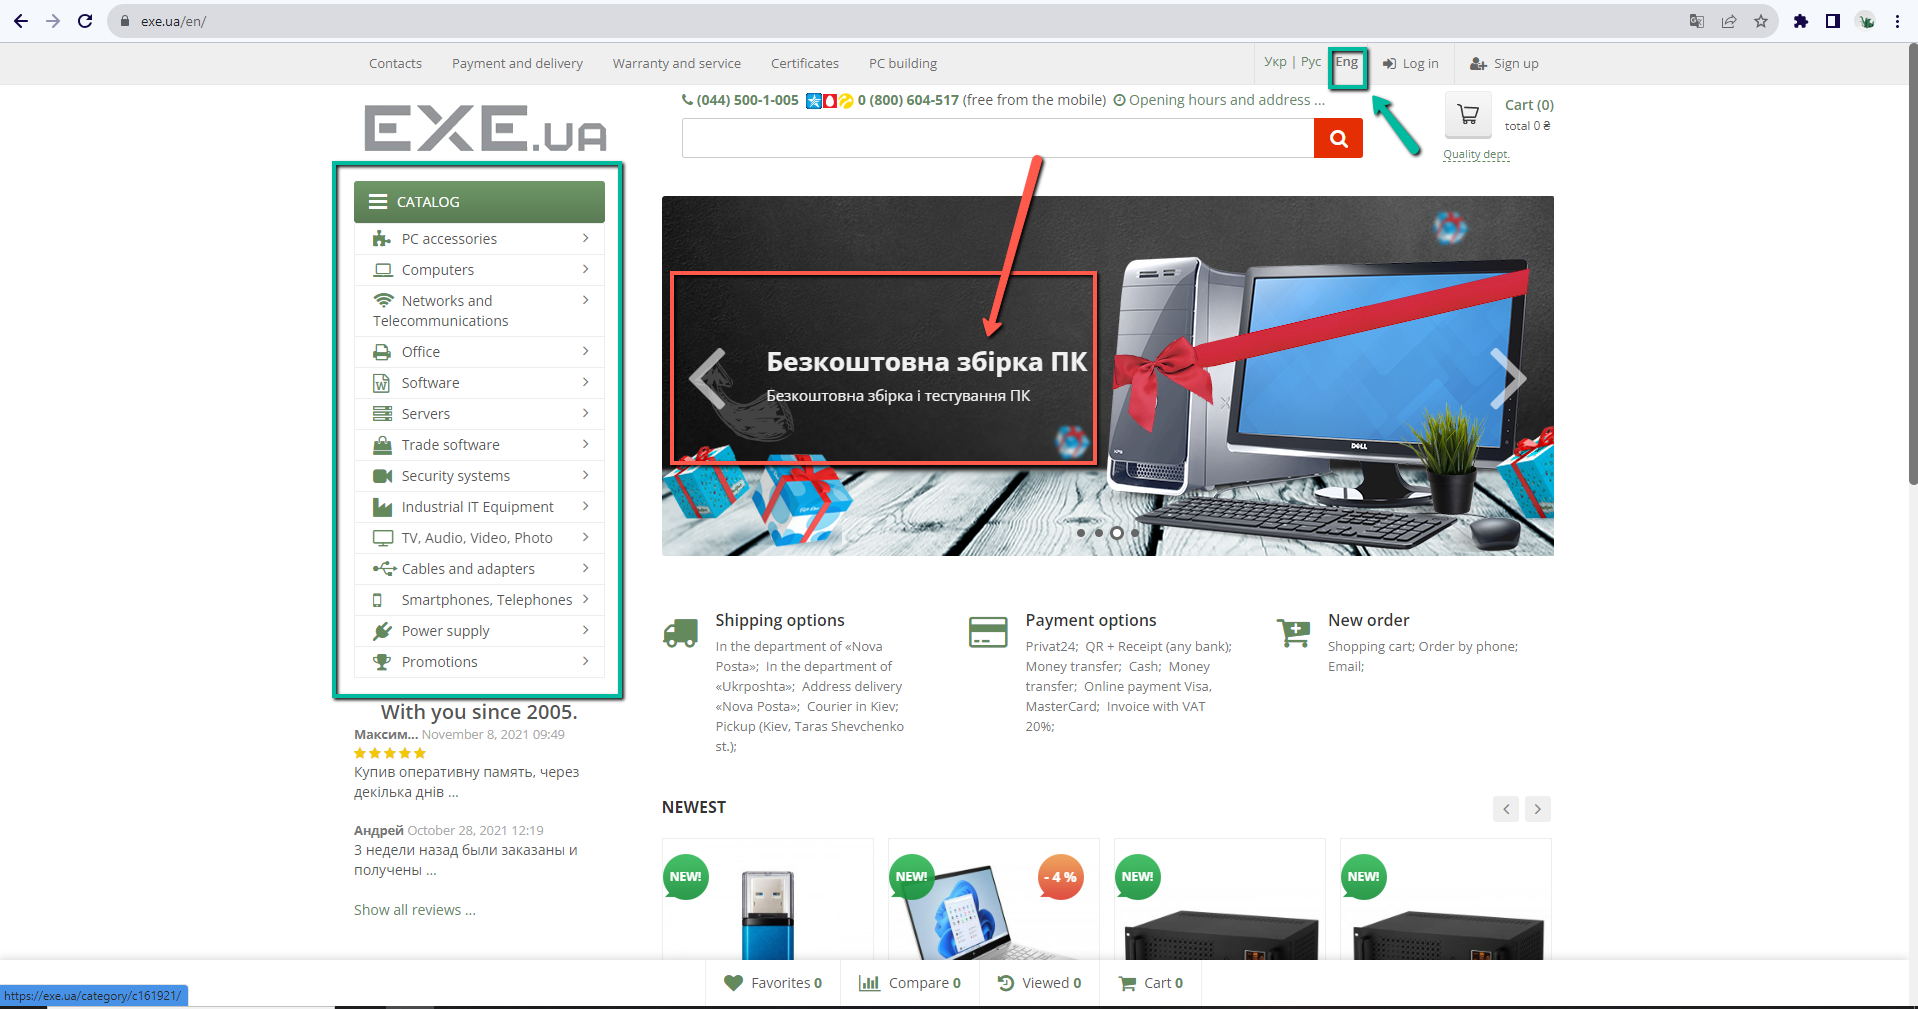 exe.ua/en/
Contacts
Payment and delivery
Warranty and service
Certificates
PC building
Укр | Рус
Eng
Log in
Sign up
EXE.UA
(044) 500-1-005 0 (800) 604-517 (free from the mobile) Opening hours and address ...
Cart (0)
total 0 ₴
Quality dept.
CATALOG
PC accessories
Computers
Networks and
Telecommunications
Office
Software
Servers
Trade software
Security systems
Industrial IT Equipment
TV, Audio, Video, Photo
Cables and adapters
Smartphones, Telephones
Power supply
Promotions
Безкоштовна збірка ПК
Безкоштовна збірка і тестування ПК
DELL
With you since 2005.
Максим... November 8, 2021 09:49
Купив оперативну память, через
декілька днів ...
Андрей October 28, 2021 12:19
3 недели назад были заказаны и
получены ...
Show all reviews ...
Shipping options
In the department of «Nova
Posta»; In the department of
«Ukrposhta»; Address delivery
«Nova Posta»; Courier in Kiev;
Pickup (Kiev, Taras Shevchenko
st.);
Payment options
Privat24; QR + Receipt (any bank);
Money transfer; Cash; Money
transfer; Online payment Visa,
MasterCard; Invoice with VAT
20%;
New order
Shopping cart; Order by phone;
Email;
NEWEST
NEW!
NEW!
- 4 %
NEW!
NEW!
Favorites 0
Compare 0
Viewed 0
Cart 0
https://exe.ua/category/c161921/